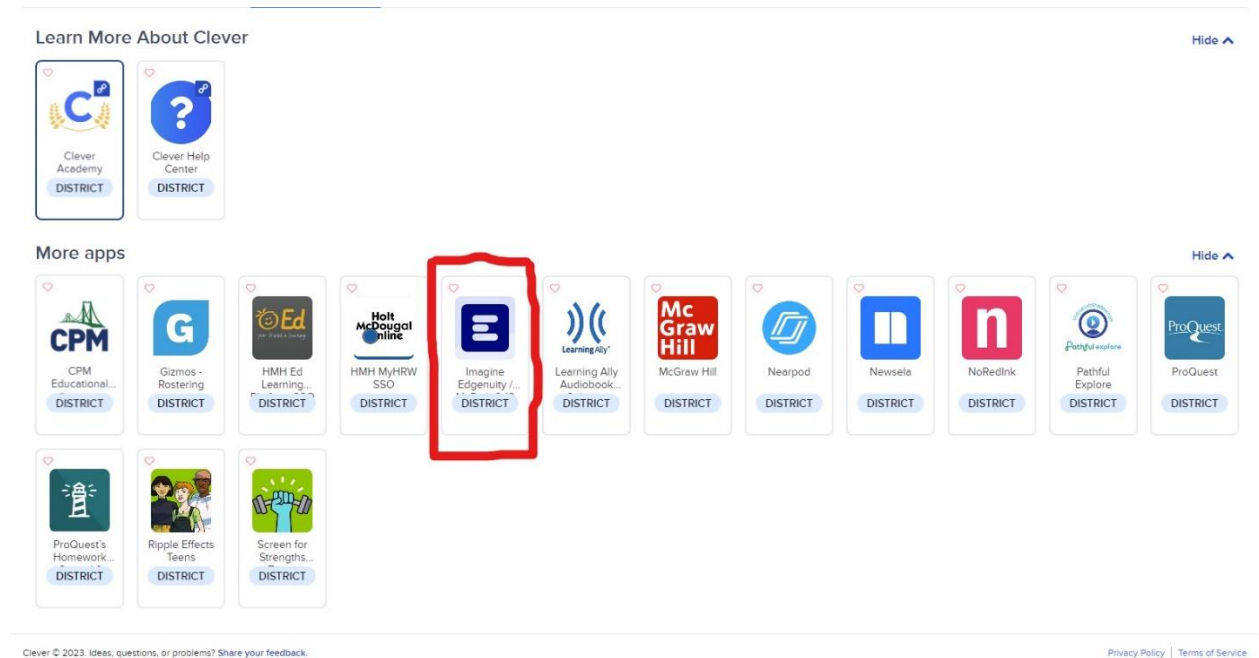 Learn More About Clever
Hide
C
?
Clever
Academy
DISTRICT
Clever Help
Center
DISTRICT
More apps
Hide
CPM
CPM
Educational...
DISTRICT
G
Gizmos -
Rostering
DISTRICT
Ed
HMH Ed
Learning...
DISTRICT
Holt
McDougal
Online
HMH MyHRW
SSO
DISTRICT
E
Imagine
Edgenuity /...
DISTRICT
Learning Ally
Learning Ally
Audiobook...
DISTRICT
Mc
Graw
Hill
McGraw Hill
DISTRICT
Nearpod
DISTRICT
n
Newsela
DISTRICT
n
NoRedInk
DISTRICT
Pathful explore
Pathful
Explore
DISTRICT
ProQuest
ProQuest
DISTRICT
ProQuest's
Homework...
DISTRICT
Ripple Effects
Teens
DISTRICT
Screen for
Strengths...
DISTRICT
Clever © 2023. Ideas, questions, or problems? Share your feedback.
Privacy Policy | Terms of Service